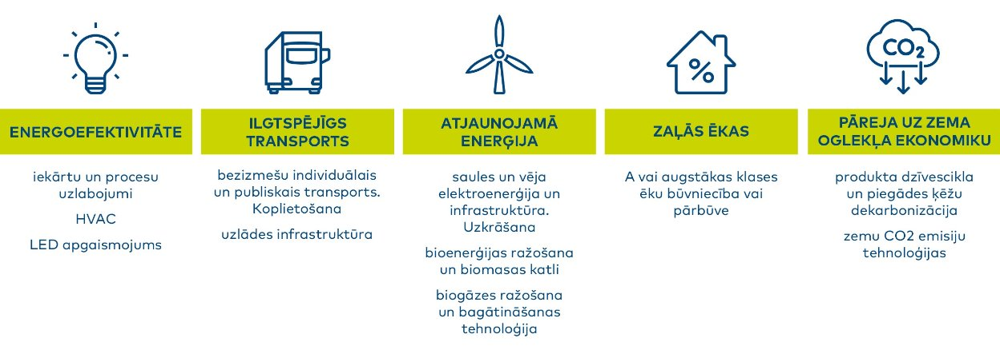 CO2
%
ENERGOEFEKTIVITĀTE
iekārtu un procesu
uzlabojumi
HVAC
LED apgaismojums
ILGTSPĒJĪGS
TRANSPORTS
bezizmešu individuālais
un publiskais transports.
Koplietošana
uzlādes infrastruktūra
ATJAUNOJAMĀ
ENERĢIJA
saules un vēja
elektroenerģija un
infrastruktūra.
Uzkrāšana
bioenerģijas ražošana
un biomasas katli
biogāzes ražošana
un bagātināšanas
tehnoloģija
ZAĻĀS ĒKAS
A vai augstākas klases
ēku būvniecība vai
pārbūve
PĀREJA UZ ZEMA
OGLEKĻA EKONOMIKU
produkta dzīvescikla
un piegādes ķēžu
dekarbonizācija
zemu CO2 emisiju
tehnoloģijas